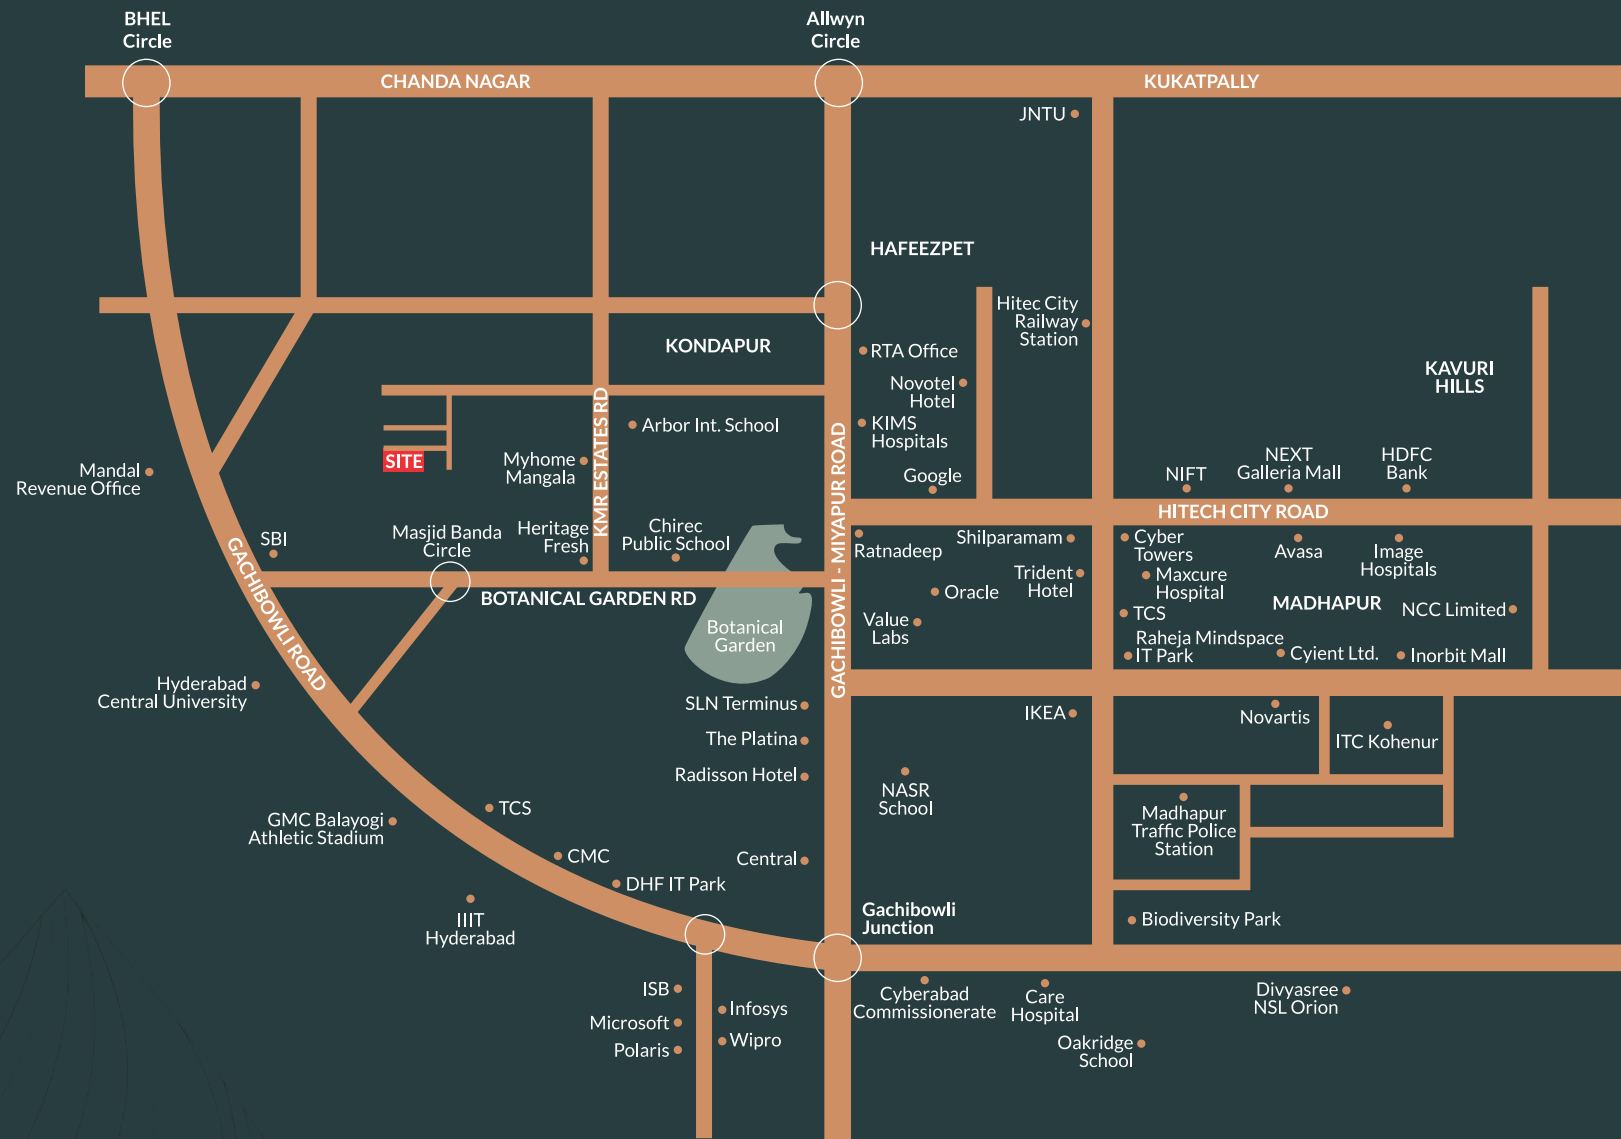 BHEL
Circle
Allwyn
Circle
CHANDA NAGAR
KUKATPALLY
JNTU
HAFEEZPET
Hitec City
Railway
Station
KONDAPUR
RTA Office
Novotel
Hotel
KAVURI
HILLS
KMR ESTATES RD
Arbor Int. School
KIMS
Hospitals
GACHIBOWLI - MIYAPUR ROAD
SITE
Myhome
Mangala
Mandal
Revenue Office
Google
NIFT
NEXT
Galleria Mall
HDFC
Bank
HITECH CITY ROAD
SBI
Masjid Banda
Circle
Heritage
Fresh
Chirec
Public School
Ratnadeep
Shilparamam
Cyber
Towers
Avasa
Image
Hospitals
Trident
Hotel
Maxcure
Hospital
GACHIBOWLI ROAD
BOTANICAL GARDEN RD
Oracle
MADHAPUR
NCC Limited
TCS
Botanical
Garden
Value
Labs
Raheja Mindspace
IT Park
Cyient Ltd.
Inorbit Mall
Hyderabad
Central University
SLN Terminus
IKEA
Novartis
The Platina
ITC Kohenur
Radisson Hotel
NASR
School
TCS
GMC Balayogi
Athletic Stadium
Madhapur
Traffic Police
Station
CMC
Central
DHF IT Park
IIIT
Hyderabad
Gachibowli
Junction
Biodiversity Park
ISB
Infosys
Microsoft
Wipro
Polaris
Cyberabad
Commissionerate
Care
Hospital
Divyasree
NSL Orion
Oakridge
School